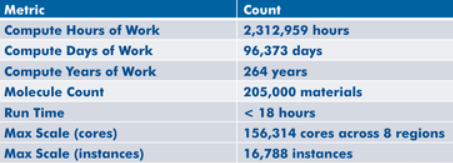 Metric Count
Compute Hours of Work 2,312,959 hours
Compute Days of Work 96,373 days
Compute Years of Work 264 years
Molecule Count 205,000 materials
Run Time < 18 hours
Max Scale (cores) 156,314 cores across 8 regions
Max Scale (instances) 16,788 instances